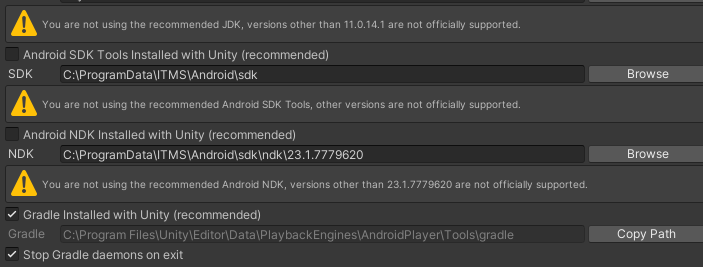 You are not using the recommended JDK, versions other than 11.0.14.1 are not officially supported.
Android SDK Tools Installed with Unity (recommended)
SDK C:\ProgramData\ITMS\Android\sdk Browse
You are not using the recommended Android SDK Tools, other versions are not officially supported.
Android NDK Installed with Unity (recommended)
NDK C:\ProgramData\ITMS\Android\sdk\ndk\23.1.7779620 Browse
You are not using the recommended Android NDK, versions other than 23.1.7779620 are not officially supported.
Gradle Installed with Unity (recommended)
Gradle C:\Program Files\Unity\Editor\Data\PlaybackEngines\AndroidPlayer\Tools\gradle Copy Path
Stop Gradle daemons on exit